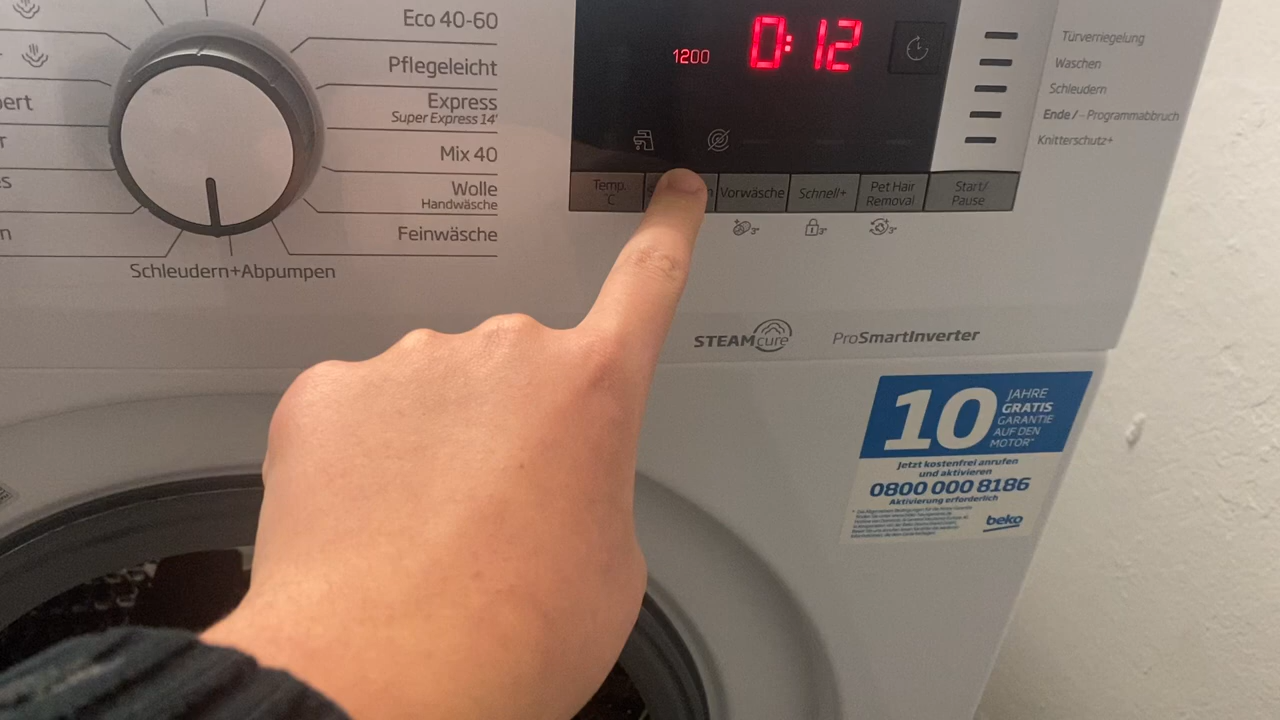 Eco 40-60
Pflegeleicht
Express
Super Express 14'
Mix 40
Wolle
Handwäsche
Feinwäsche
Schleudern+Abpumpen
0:12
1200
Temp.
°C
Vorwäsche
Schnell+
Pet Hair
Removal
Start/
Pause
3"
3"
3"
Türverriegelung
Waschen
Schleudern
Ende / - Programmabbruch
Knitterschutz+
STEAMcure
ProSmartInverter
10
JAHRE
GRATIS
GARANTIE
AUF DEN
MOTOR*
Jetzt kostenfrei anrufen
und aktivieren
0800 000 8186
Aktivierung erforderlich
beko